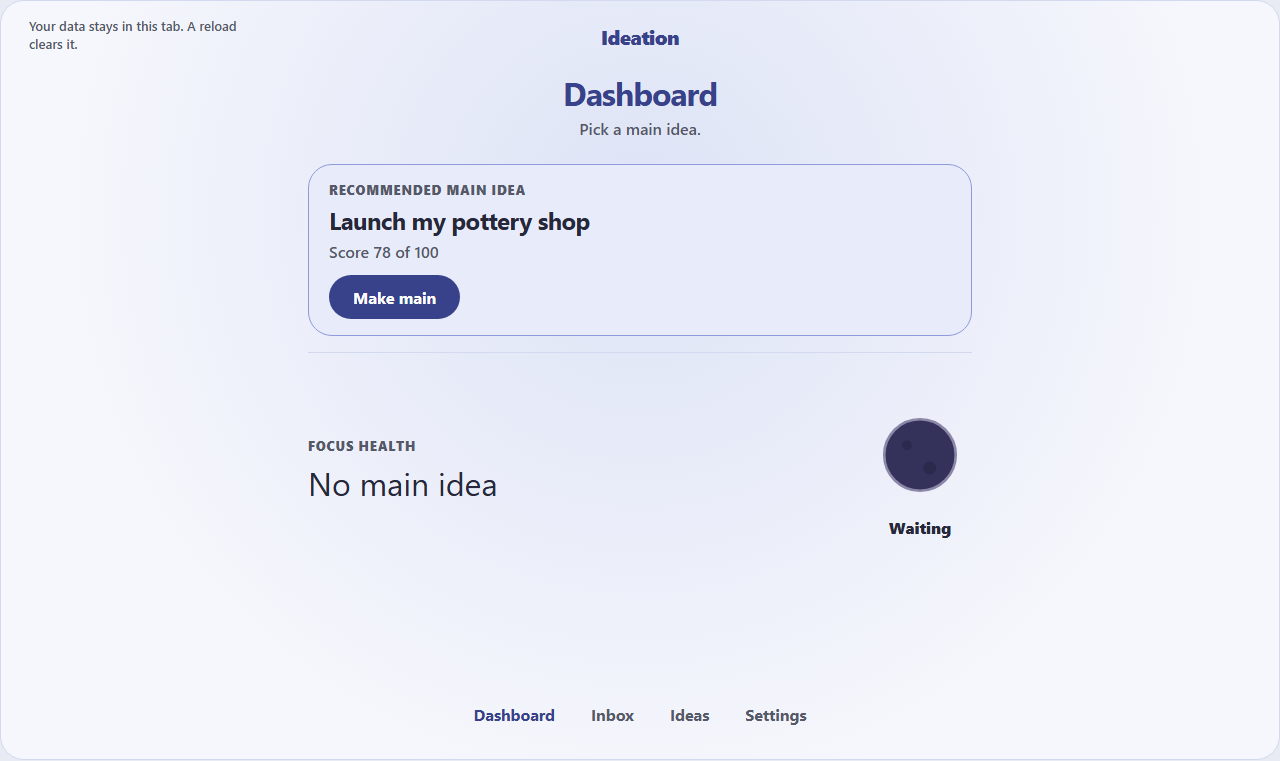 Your data stays in this tab. A reload
clears it.
Ideation
Dashboard
Pick a main idea.
RECOMMENDED MAIN IDEA
Launch my pottery shop
Score 78 of 100
Make main
FOCUS HEALTH
No main idea
Waiting
Dashboard Inbox Ideas Settings